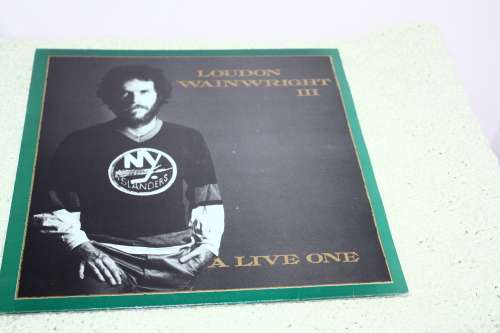 LOUDON
WAINWRIGHT
III
NY
ISLANDERS
A LIVE ONE